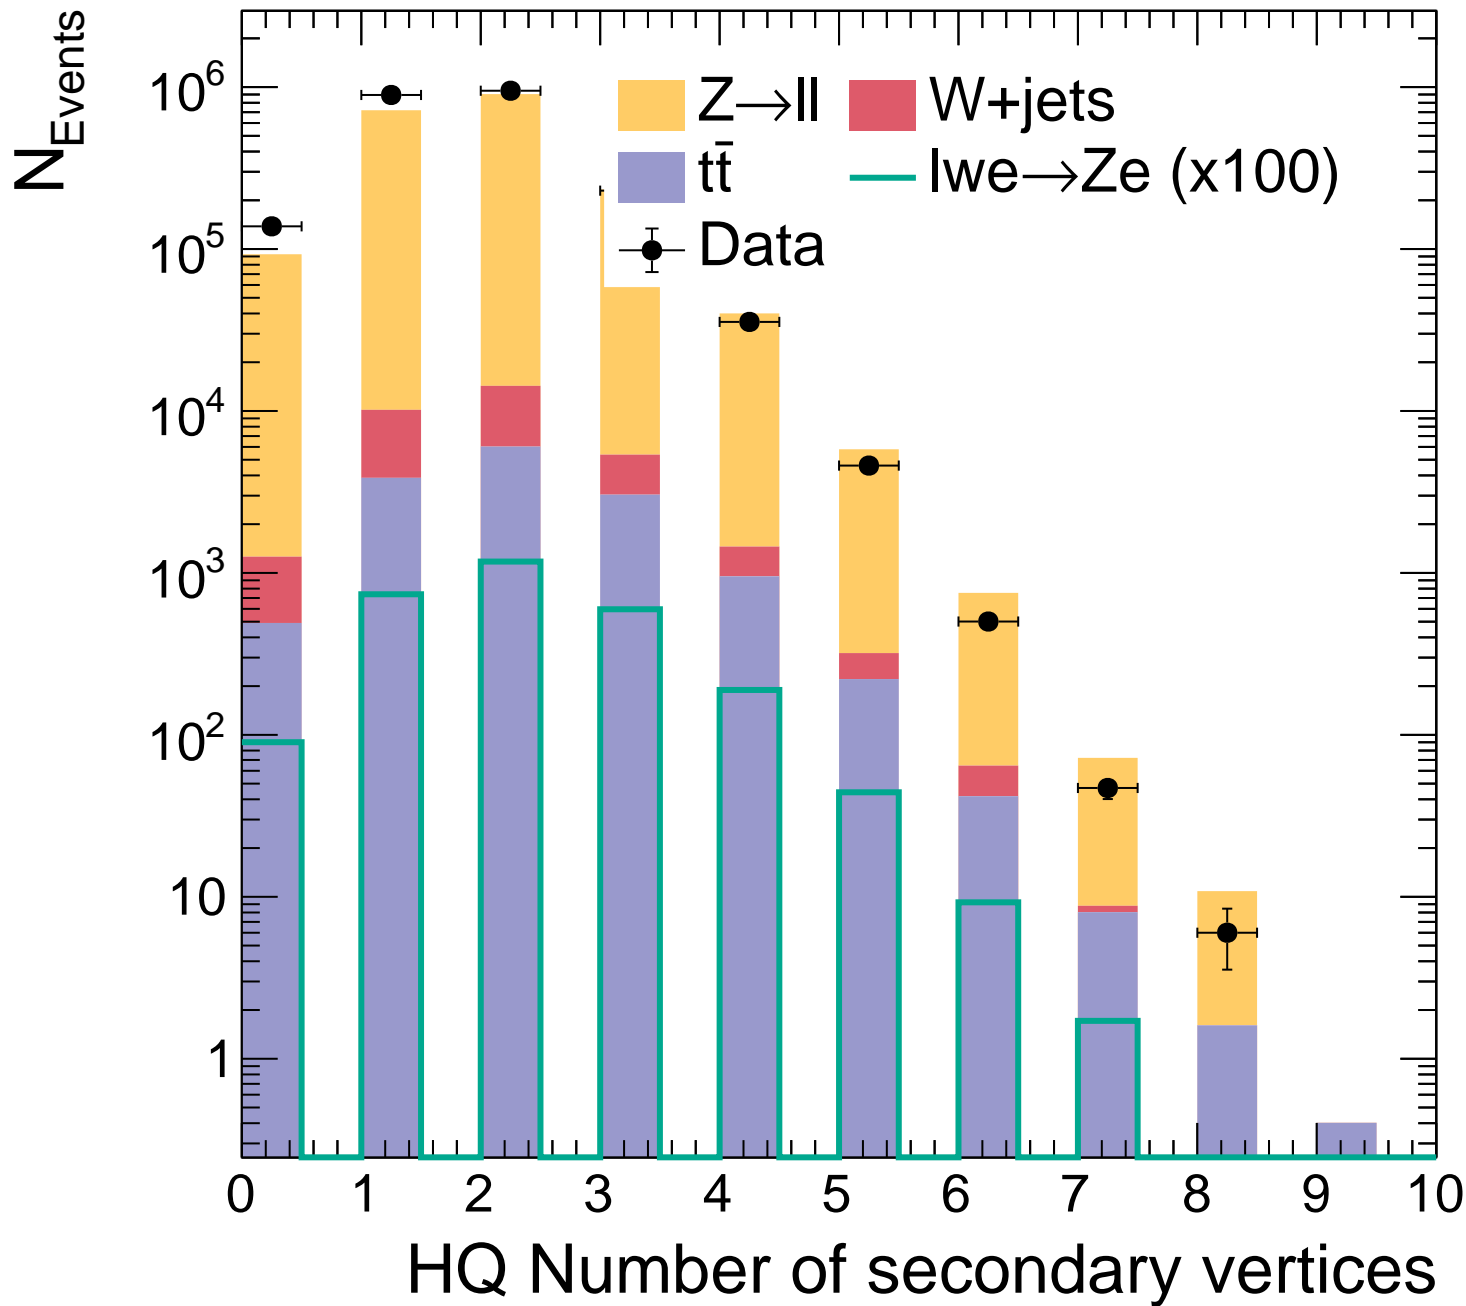 N_Events
10^6
10^5
10^4
10^3
10^2
10
1
Z→ll W+jets
tt̄ lwe→Ze (x100)
Data
0 1 2 3 4 5 6 7 8 9 10
HQ Number of secondary vertices